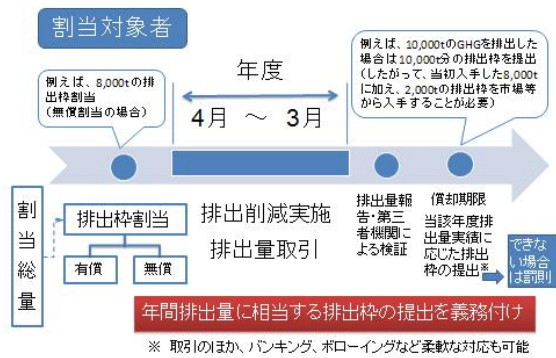 割当対象者
例えば、8,000tの排
出枠割当
(無償割当の場合)
年度
4月 ～ 3月
例えば、10,000tのGHGを排出した
場合は10,000t分の排出枠を提出
(したがって、当初入手した8,000t
に加え、2,000tの排出枠を市場等
から入手することが必要)
割当総量
排出枠割当
有償
無償
排出削減実施
排出量取引
排出量報
告・第三
者機関に
よる検証
償却期限
当該年度排
出量実績に
応じた排出
枠の提出※
できな
い場合
は罰則
年間排出量に相当する排出枠の提出を義務付け
※ 取引のほか、バンキング、ボローイングなど柔軟な対応も可能